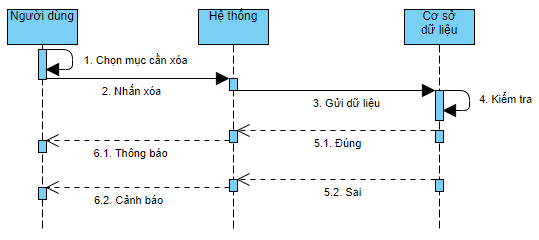 Người dùng
Hệ thống
Cơ sở
dữ liệu
1. Chọn mục cần xóa
2. Nhấn xóa
3. Gửi dữ liệu
4. Kiểm tra
5.1. Đúng
6.1. Thông báo
5.2. Sai
6.2. Cảnh báo